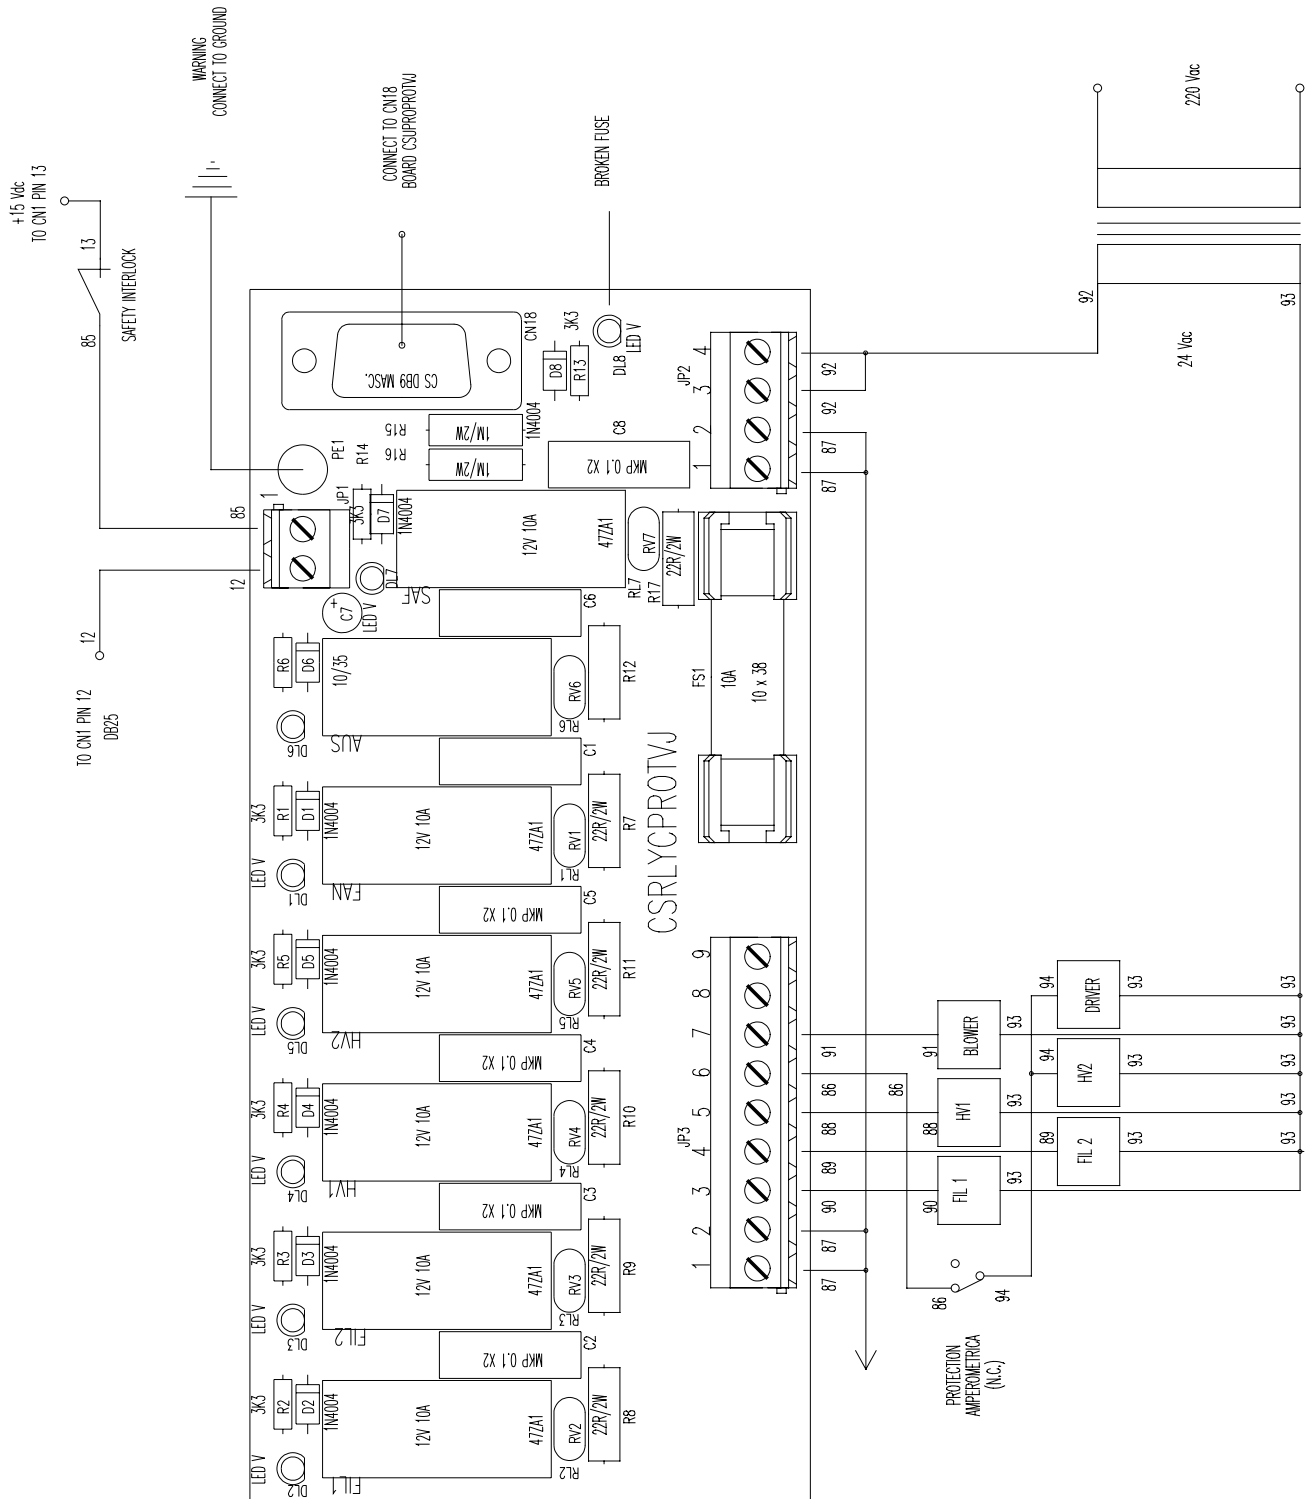 WARNING
CONNECT TO GROUND
+15 Vdc
TO CN1 PIN 13
13
SAFETY INTERLOCK
85
85
12
12
TO CN1 PIN 12
DB25
CONNECT TO CN18
BOARD CSUPROPROTVJ
BROKEN FUSE
220 Vac
24 Vac
92
93
CS DB9 MASC.
CN18
3K3
D8
R13
DL8
LED V
1N4004
R15
1M/2W
R16
1M/2W
C8
MKP 0.1 X2
PE1
R14
JP1
1
3K3
D7
1N4004
DL7
LED V
C7
+
SAF
12V 10A
47ZA1
RV7
RL7
R17
22R/2W
JP2
4
3
2
1
92
92
87
87
R6
D6
10/35
DL6
AUS
C6
RV6
RL6
R12
FS1
10A
10 x 38
CSRLYCPROTVJ
3K3
R1
D1
1N4004
LED V
DL1
FAN
12V 10A
47ZA1
C1
RV1
RL1
22R/2W
R7
3K3
R5
D5
1N4004
LED V
DL5
HV2
12V 10A
47ZA1
C5
MKP 0.1 X2
RV5
RL5
22R/2W
R11
3K3
R4
D4
1N4004
LED V
DL4
HV1
12V 10A
47ZA1
C4
MKP 0.1 X2
RV4
RL4
22R/2W
R10
3K3
R3
D3
1N4004
LED V
DL3
FIL2
12V 10A
47ZA1
C3
MKP 0.1 X2
RV3
RL3
22R/2W
R9
3K3
R2
D2
1N4004
LED V
DL2
FIL1
12V 10A
47ZA1
C2
MKP 0.1 X2
RV2
RL2
22R/2W
R8
JP3
9
8
7
6
5
4
3
2
1
91
86
88
89
90
87
87
86
91
BLOWER
93
88
HV1
93
90
FIL 1
93
94
DRIVER
93
94
HV2
93
89
FIL 2
93
93
93
93
93
93
86
94
PROTECTION
AMPEROMETRICA
(N.C.)